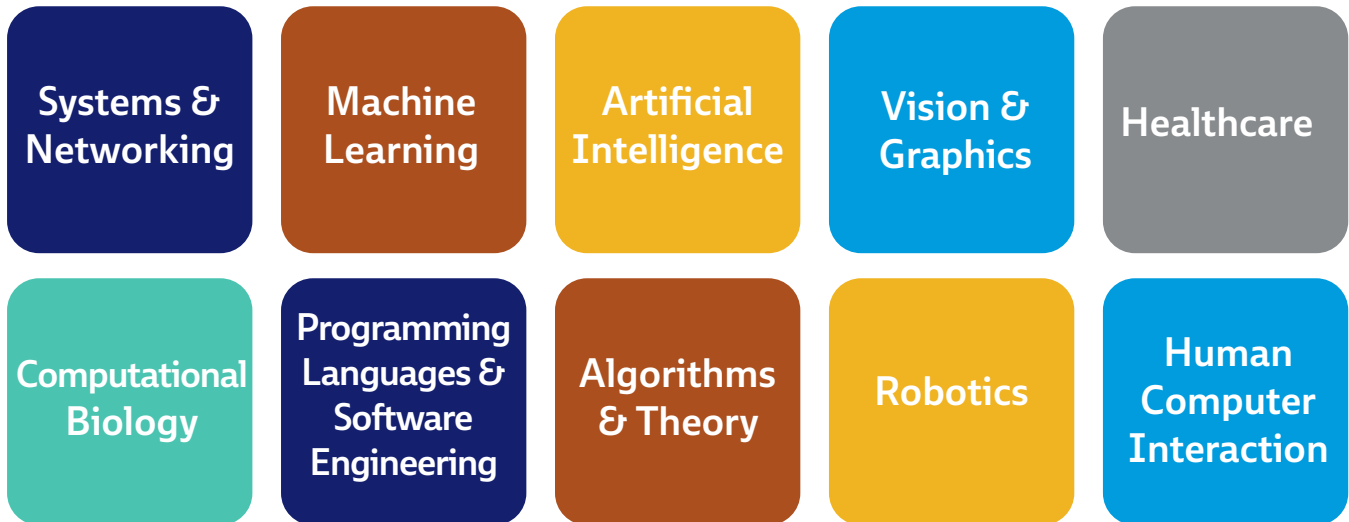 Systems &
Networking
Machine
Learning
Artificial
Intelligence
Vision &
Graphics
Healthcare
Computational
Biology
Programming
Languages &
Software
Engineering
Algorithms
& Theory
Robotics
Human
Computer
Interaction